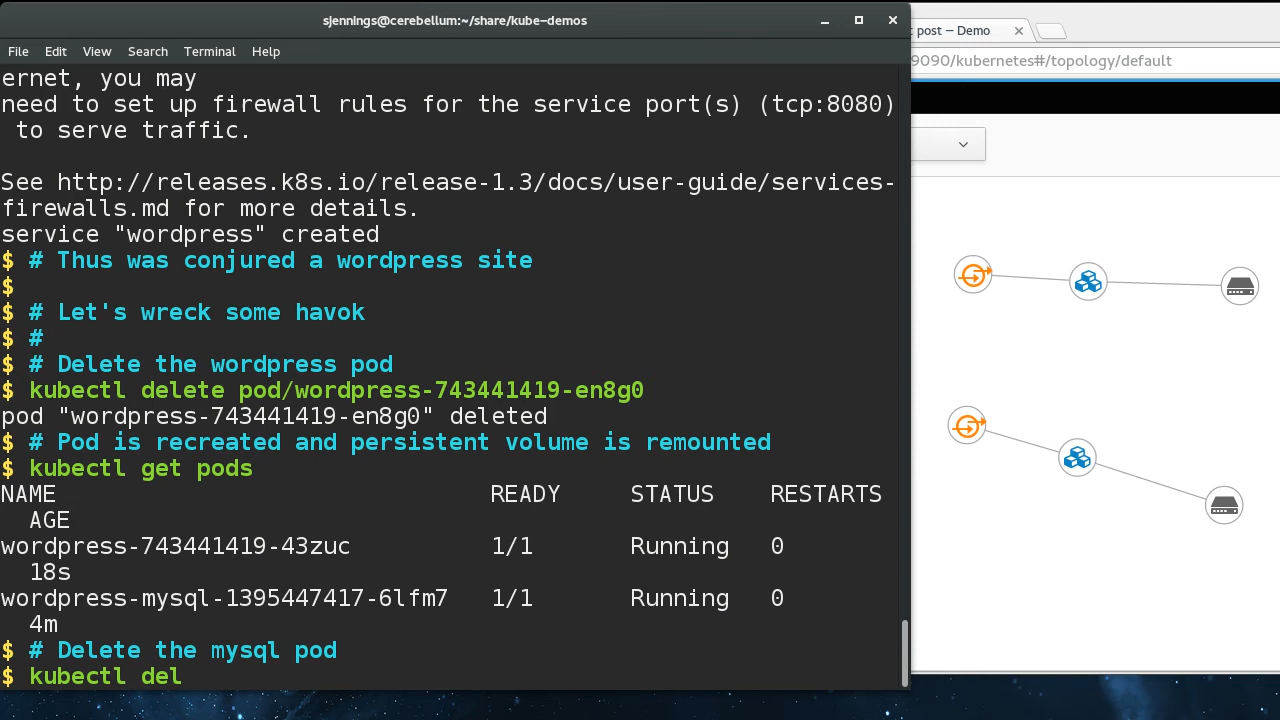 sjennings@cerebellum:~/share/kube-demos
File Edit View Search Terminal Help
ernet, you may
need to set up firewall rules for the service port(s) (tcp:8080)
 to serve traffic.
See http://releases.k8s.io/release-1.3/docs/user-guide/services-
firewalls.md for more details.
service "wordpress" created
$ # Thus was conjured a wordpress site
$
$ # Let's wreck some havok
$ #
$ # Delete the wordpress pod
$ kubectl delete pod/wordpress-743441419-en8g0
pod "wordpress-743441419-en8g0" deleted
$ # Pod is recreated and persistent volume is remounted
$ kubectl get pods
NAME READY STATUS RESTARTS
AGE
wordpress-743441419-43zuc 1/1 Running 0
18s
wordpress-mysql-1395447417-6lfm7 1/1 Running 0
4m
$ # Delete the mysql pod
$ kubectl del
post – Demo
9090/kubernetes#/topology/default